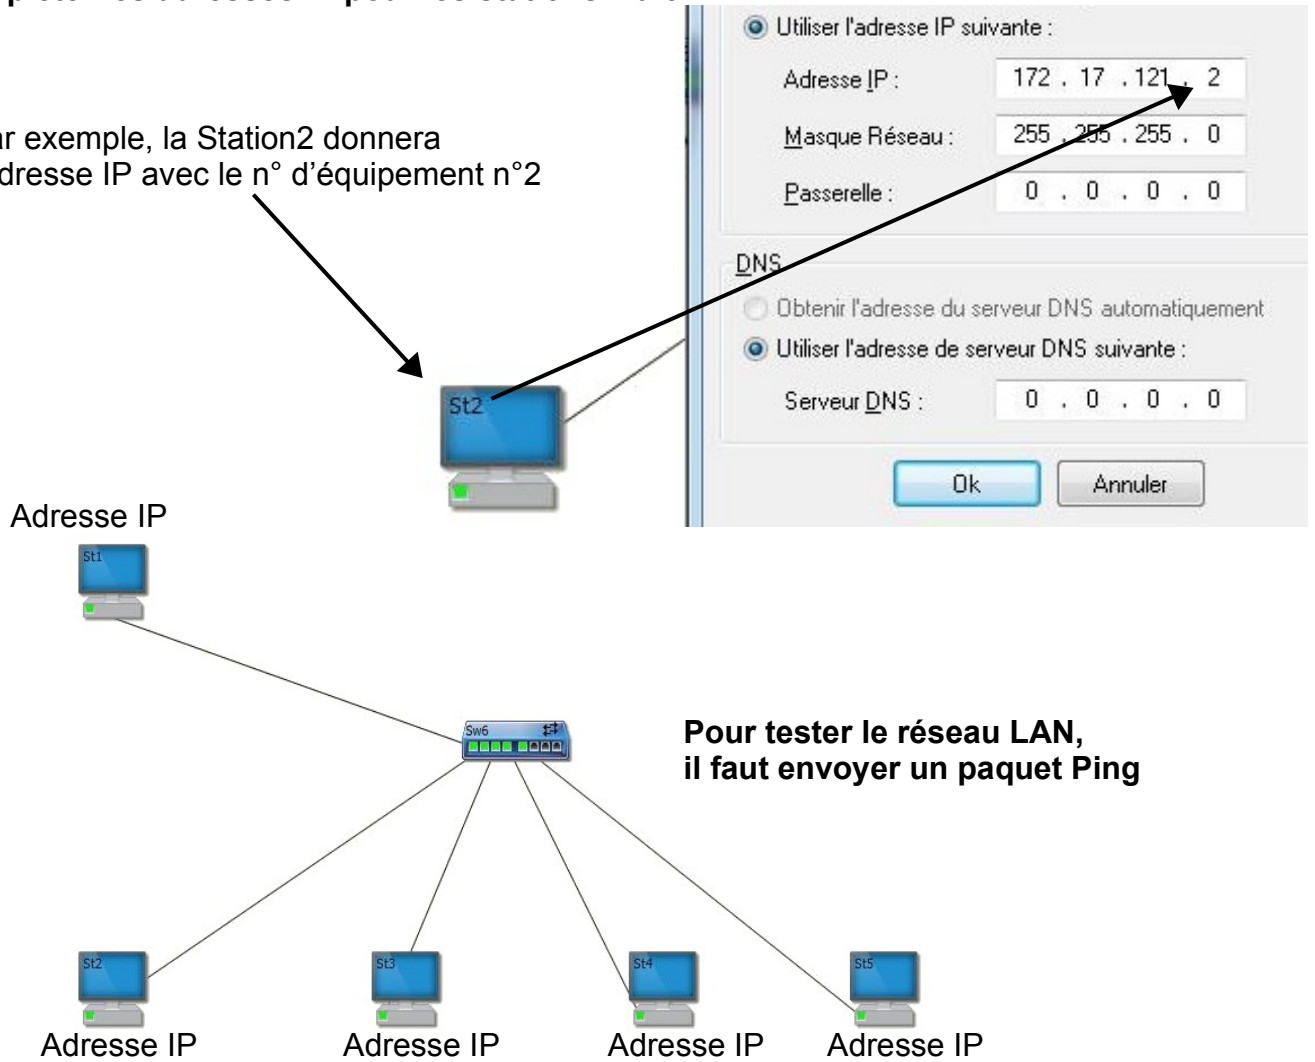 Utiliser l'adresse IP suivante :
Adresse IP : 172 . 17 . 121 . 2
ar exemple, la Station2 donnera
dresse IP avec le n° d'équipement n°2
Masque Réseau : 255 . 255 . 255 . 0
Passerelle : 0 . 0 . 0 . 0
DNS
Obtenir l'adresse du serveur DNS automatiquement
Utiliser l'adresse de serveur DNS suivante :
Serveur DNS : 0 . 0 . 0 . 0
St2
Ok Annuler
Adresse IP
St1
Sw6
Pour tester le réseau LAN,
il faut envoyer un paquet Ping
St2 St3 St4 St5
Adresse IP Adresse IP Adresse IP Adresse IP